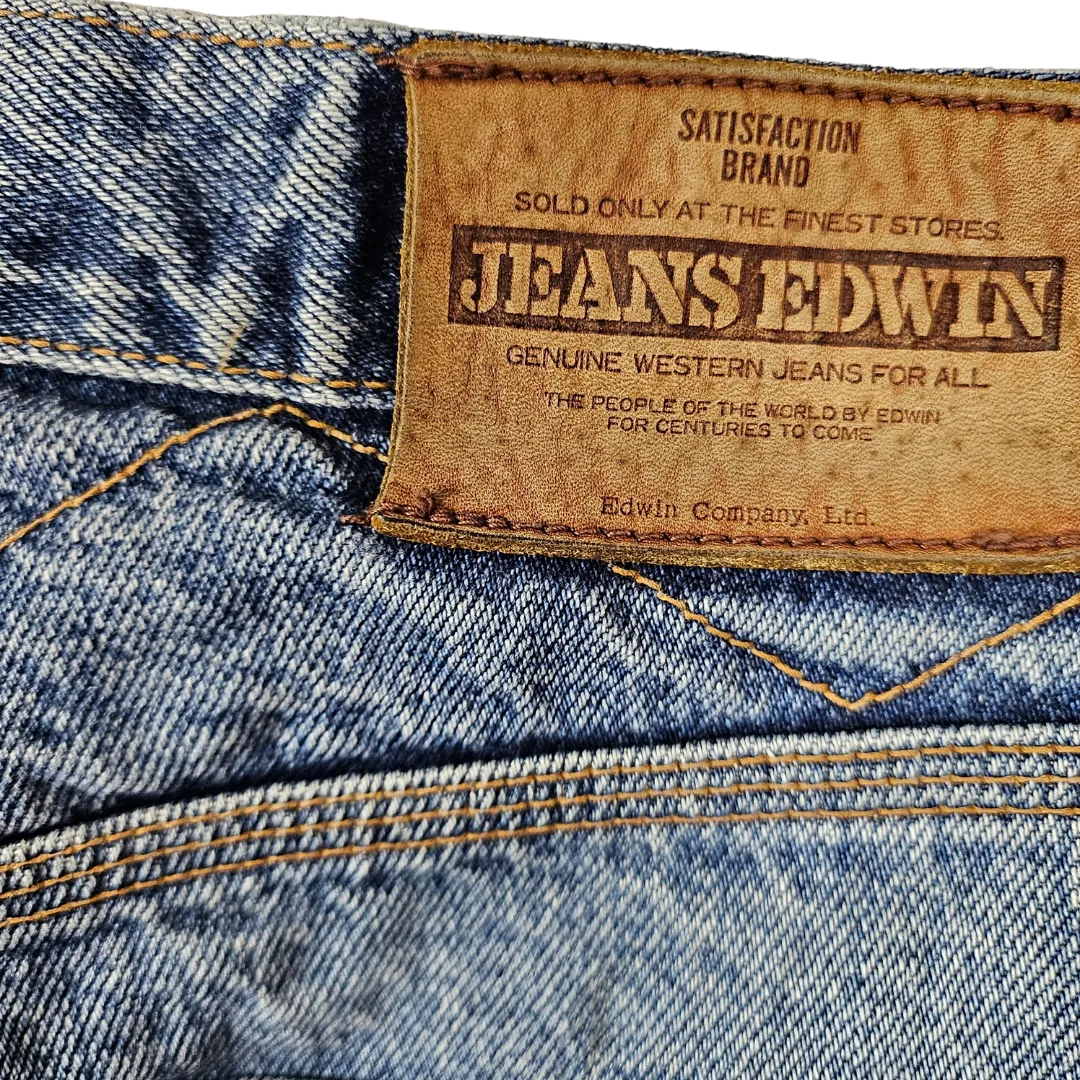 SATISFACTION
BRAND
SOLD ONLY AT THE FINEST STORES.
JEANS EDWIN
GENUINE WESTERN JEANS FOR ALL
THE PEOPLE OF THE WORLD BY EDWIN
FOR CENTURIES TO COME
Edwin Company, Ltd.